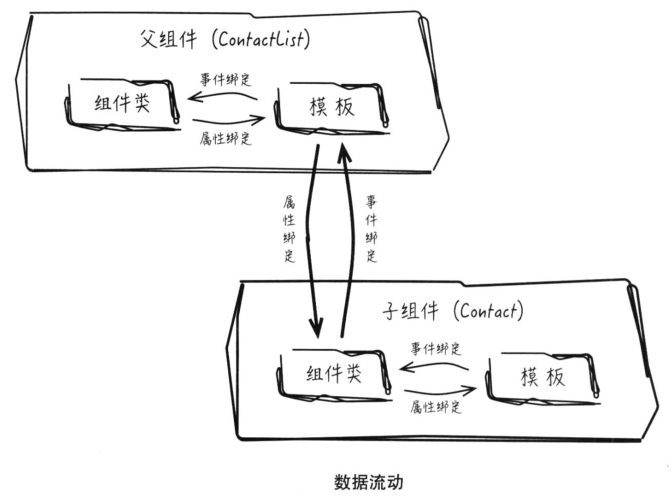 父组件 (ContactList)
事件绑定
组件类
模板
属性绑定
属性绑定
事件绑定
子组件 (Contact)
事件绑定
组件类
模板
属性绑定
数据流动